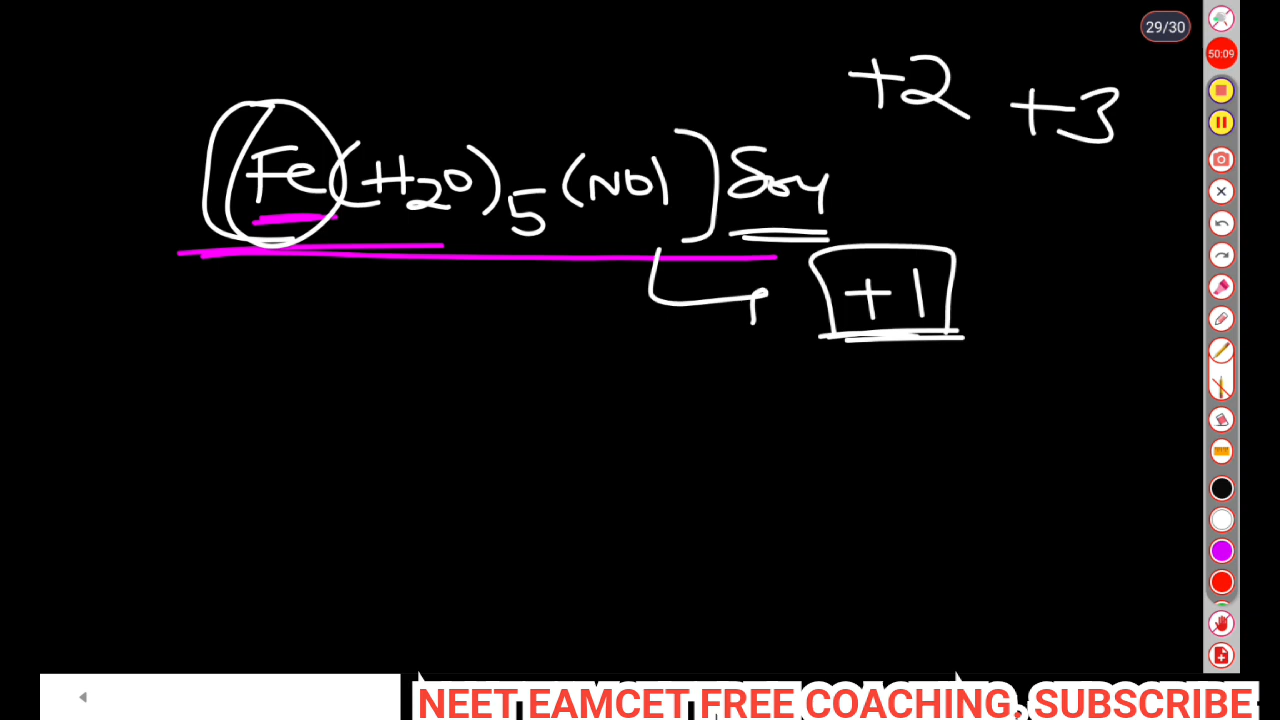 29/30
50:09
+2 +3
[Fe(H2O)5(NO)]SO4
+1
NEET EAMCET FREE COACHING, SUBSCRIBE